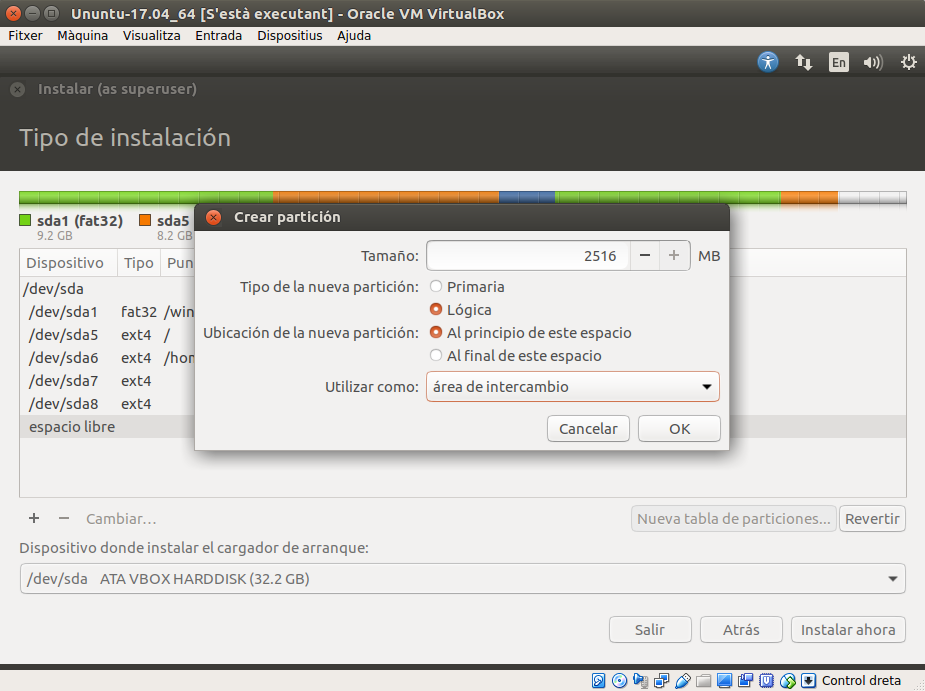 Ununtu-17.04_64 [S'està executant] - Oracle VM VirtualBox
Fitxer Màquina Visualitza Entrada Dispositius Ajuda
En
Instalar (as superuser)
Tipo de instalación
sda1 (fat32) sda5
9.2 GB 8.2 GB
Crear partición
Tamaño: 2516 − + MB
Tipo de la nueva partición: Primaria
Lógica
Ubicación de la nueva partición: Al principio de este espacio
Al final de este espacio
Utilizar como: área de intercambio
Cancelar OK
Dispositivo Tipo Pun
/dev/sda
/dev/sda1 fat32 /win
/dev/sda5 ext4 /
/dev/sda6 ext4 /hon
/dev/sda7 ext4
/dev/sda8 ext4
espacio libre
+ − Cambiar... Nueva tabla de particiones... Revertir
Dispositivo donde instalar el cargador de arranque:
/dev/sda ATA VBOX HARDDISK (32.2 GB)
Salir Atrás Instalar ahora
Control dreta